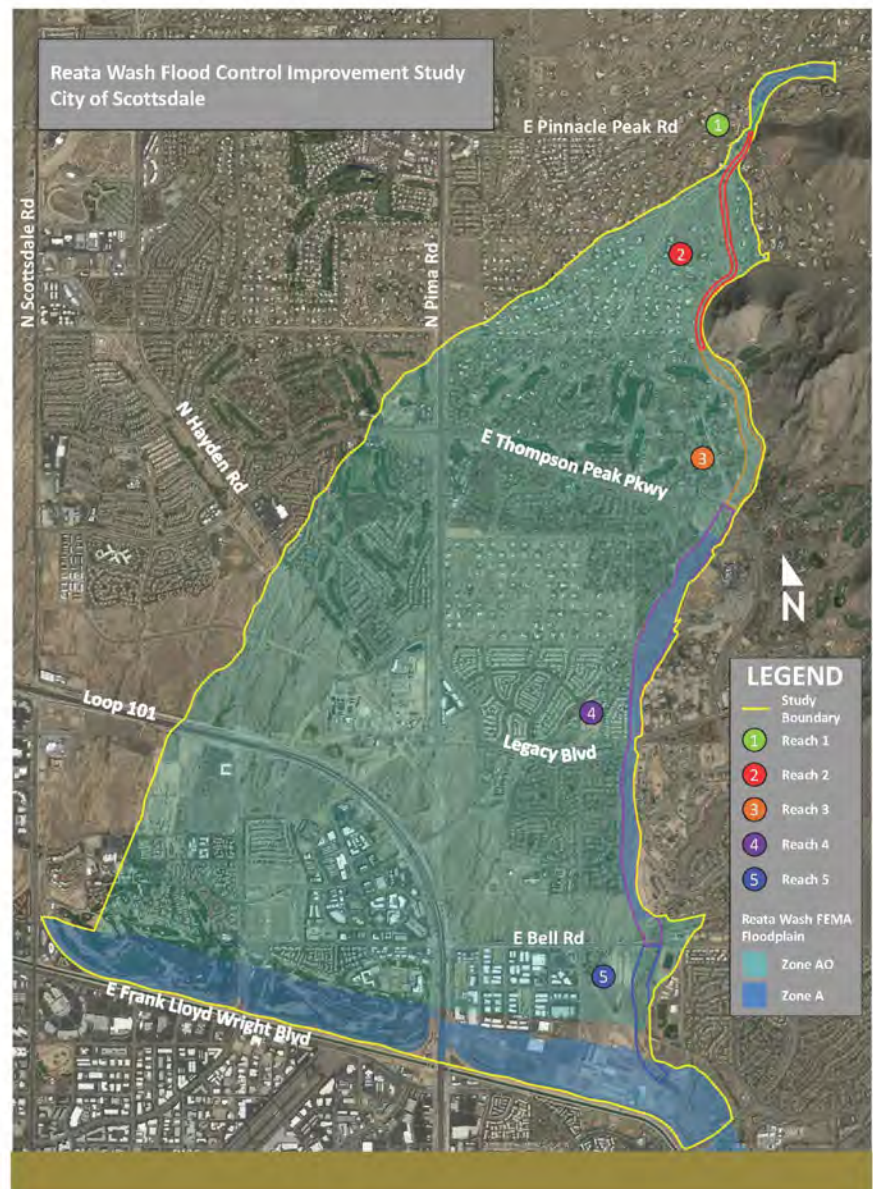 Reata Wash Flood Control Improvement Study
City of Scottsdale
E Pinnacle Peak Rd
1
N Scottsdale Rd
N Pima Rd
2
N Hayden Rd
E Thompson Peak Pkwy
3
N
Loop 101
4
Legacy Blvd
E Bell Rd
5
E Frank Lloyd Wright Blvd
LEGEND
Study
Boundary
1 Reach 1
2 Reach 2
3 Reach 3
4 Reach 4
5 Reach 5
Reata Wash FEMA
Floodplain
Zone AO
Zone A